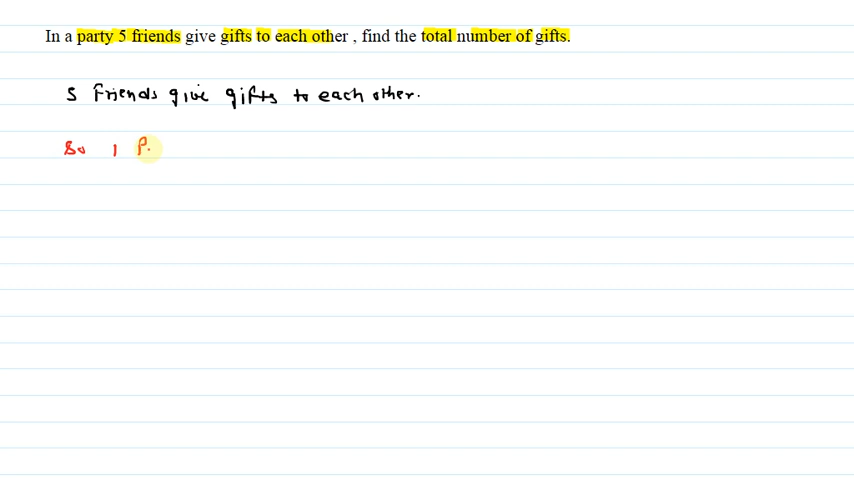 In a party 5 friends give gifts to each other , find the total number of gifts.
5 Friends give gifts to each other.
So 1 P.